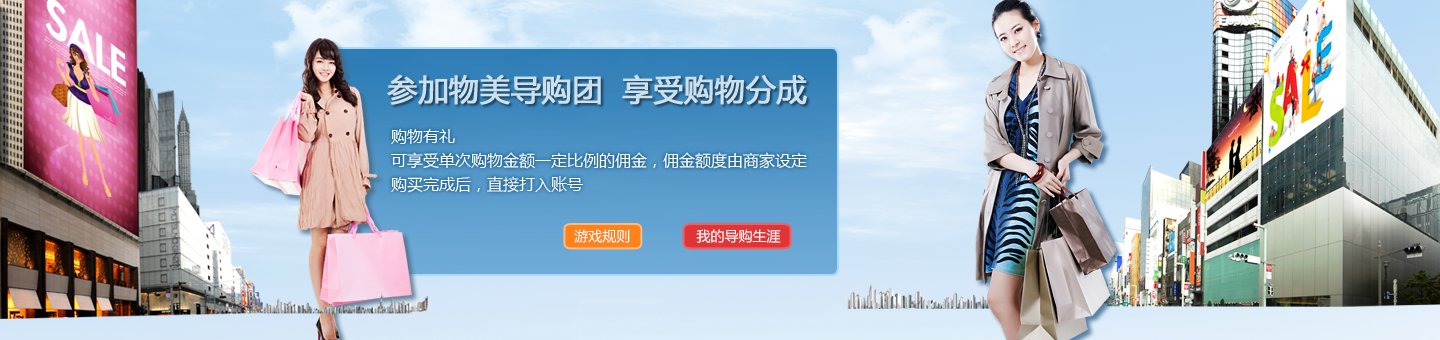 SALE
参加物美导购团 享受购物分成
购物有礼
可享受单次购物金额一定比例的佣金，佣金额度由商家设定
购买完成后，直接打入账号
游戏规则
我的导购生涯
SALE